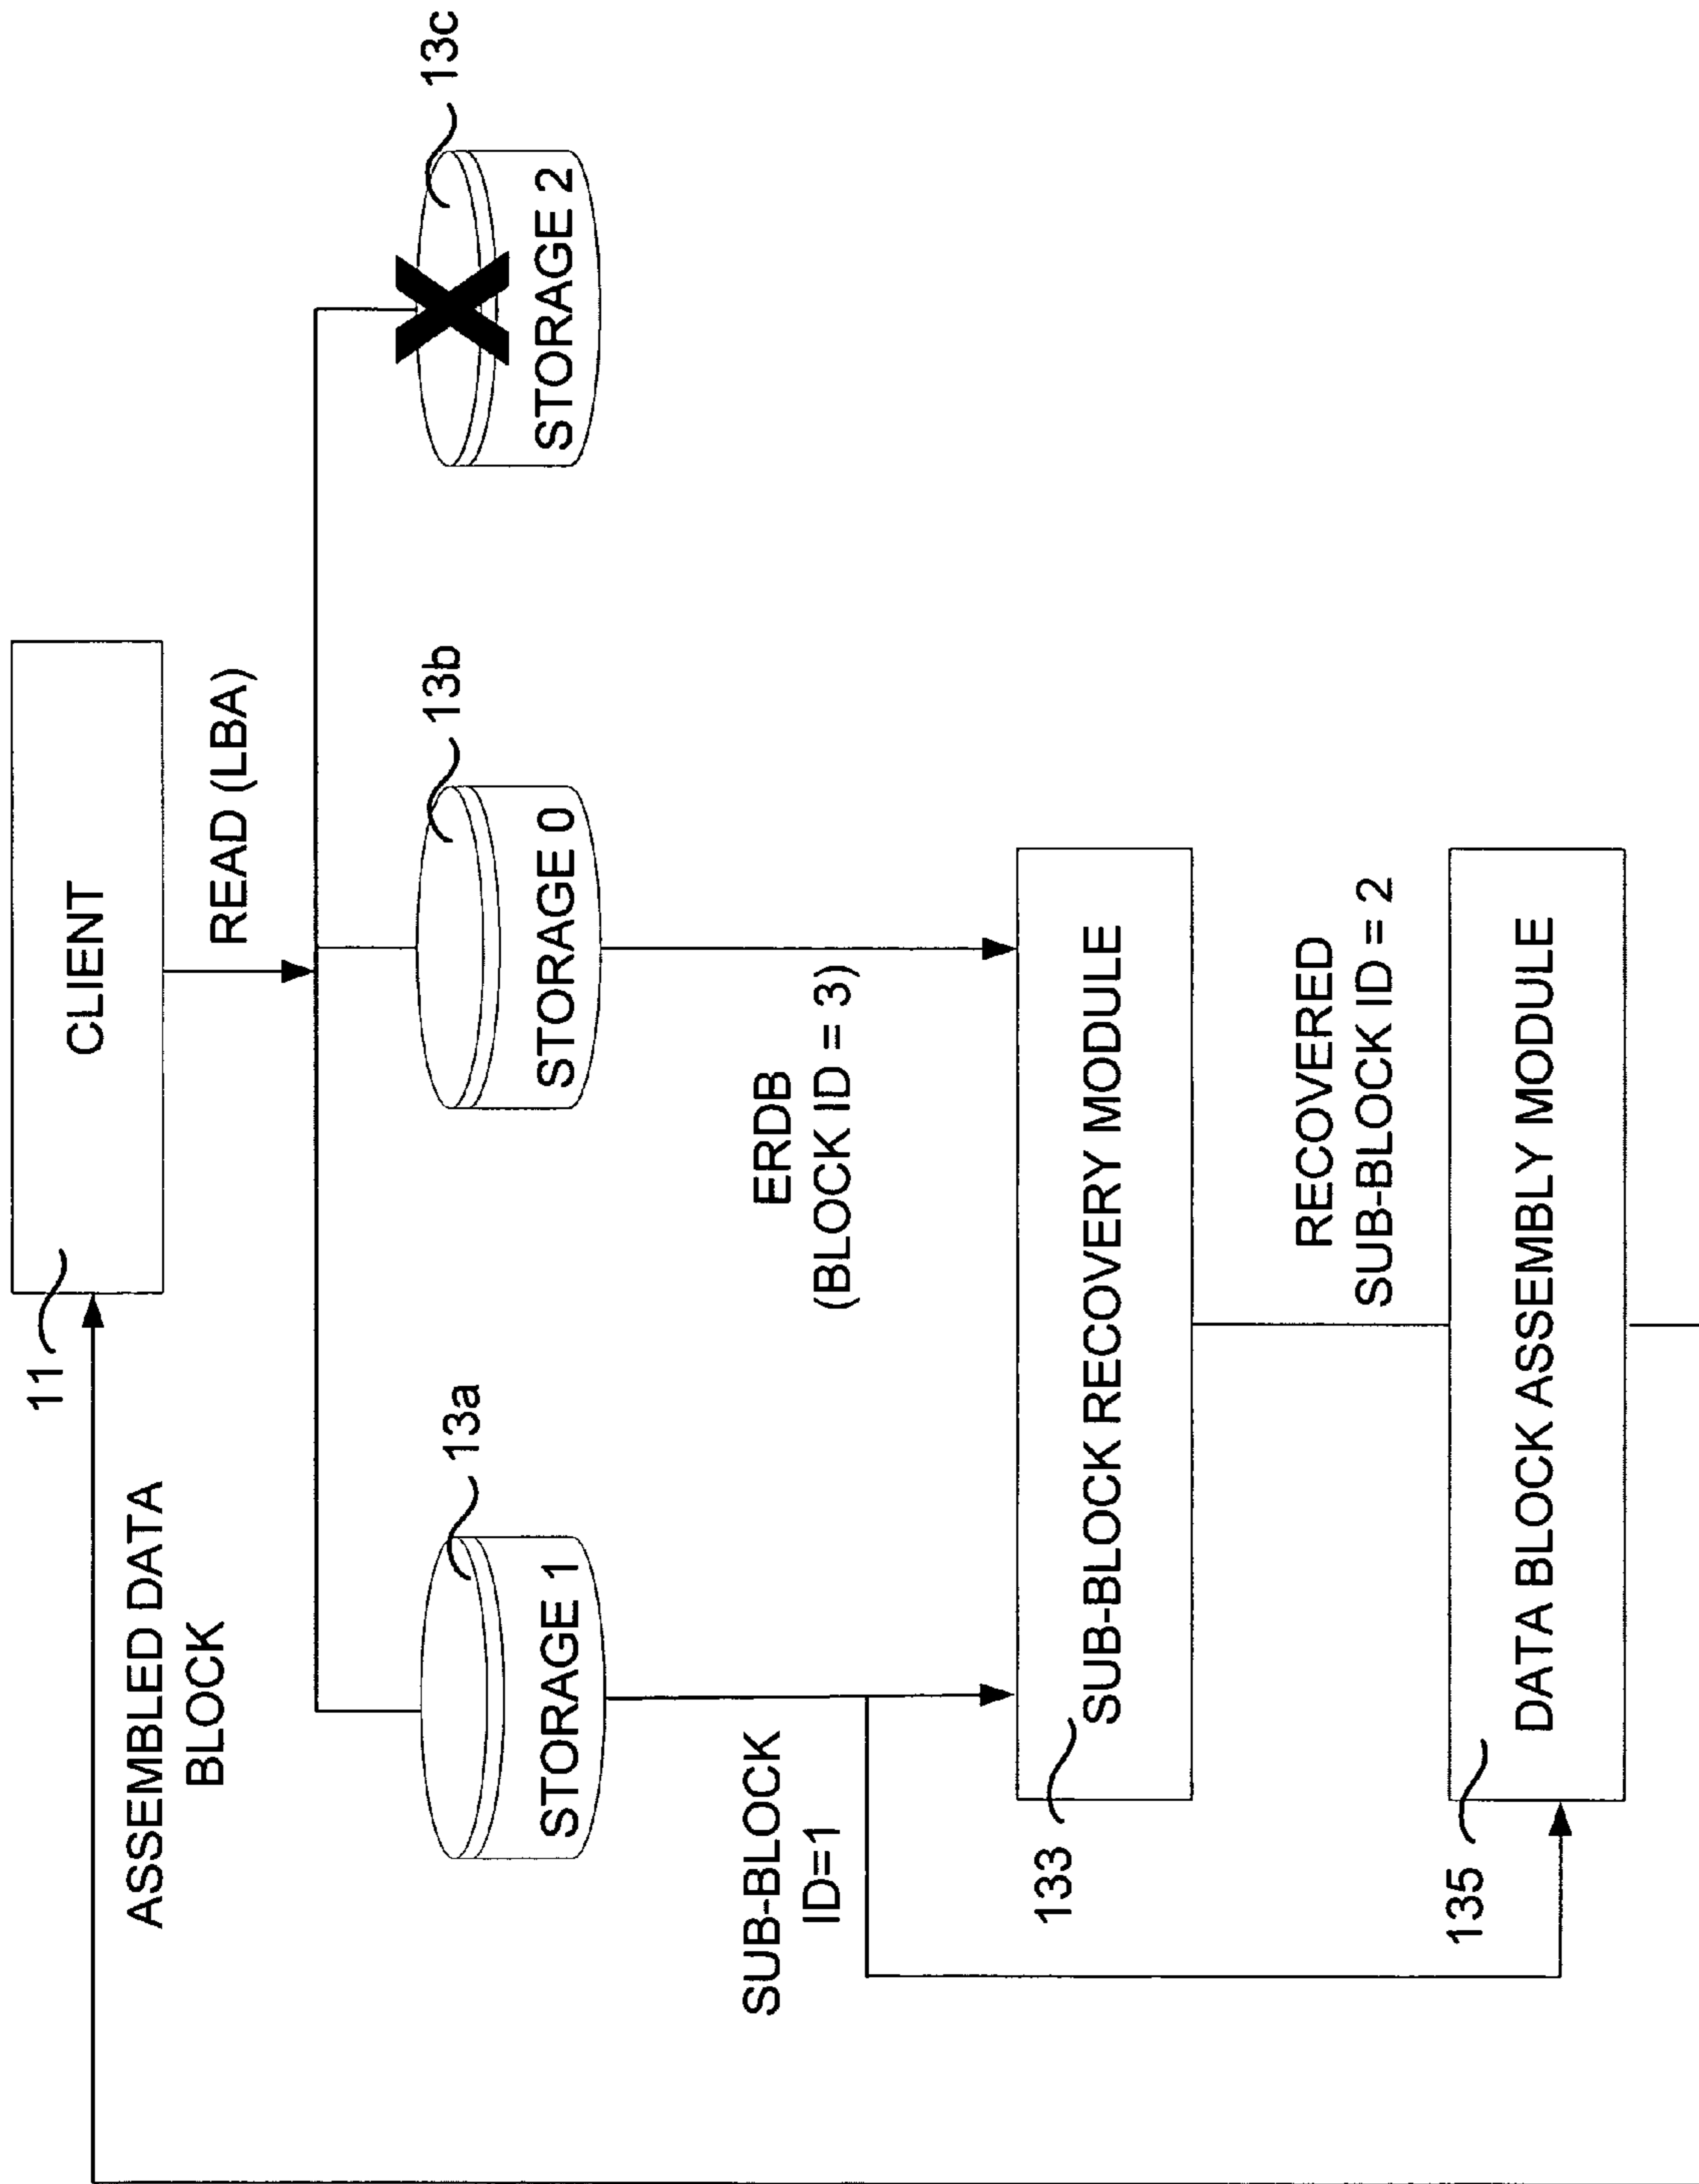 11
CLIENT
ASSEMBLED DATA
BLOCK
READ (LBA)
13a
13b
13c
STORAGE 1
STORAGE 0
STORAGE 2
SUB-BLOCK
ID=1
ERDB
(BLOCK ID = 3)
133
SUB-BLOCK RECOVERY MODULE
RECOVERED
SUB-BLOCK ID = 2
135
DATA BLOCK ASSEMBLY MODULE